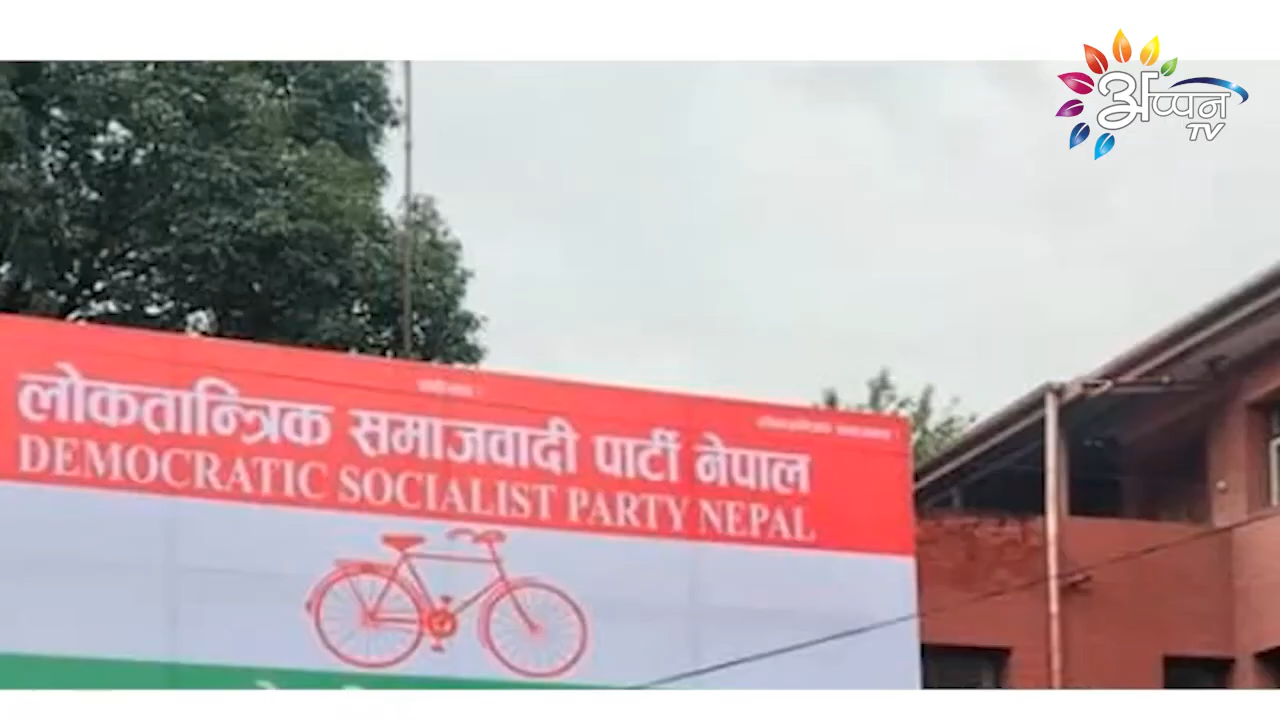 अप्पन
TV
लोकतान्त्रिक समाजवादी पार्टी नेपाल
DEMOCRATIC SOCIALIST PARTY NEPAL